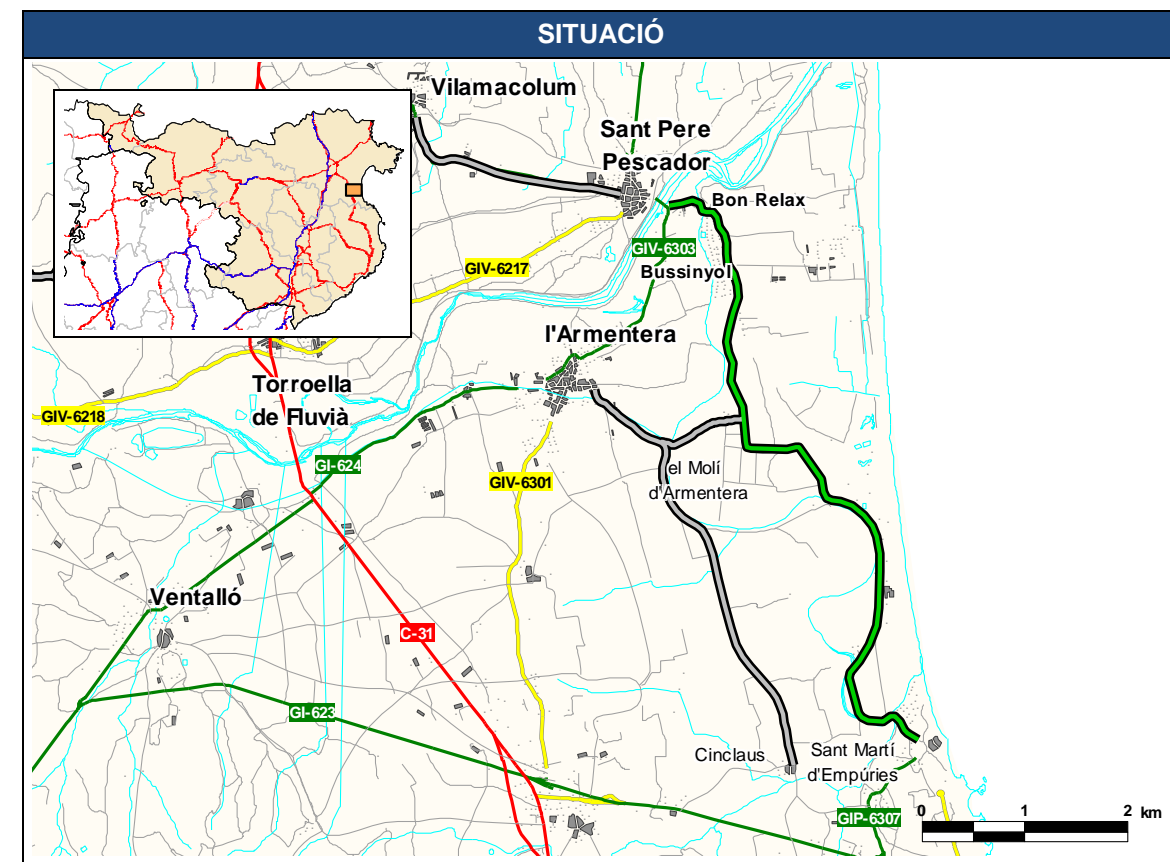 SITUACIÓ
Vilamacolum
Sant Pere
Pescador
Bon Relax
GIV-6303
GIV-6217
Bussinyol
l'Armentera
Torroella
de Fluvià
GIV-6218
GI-624
el Molí
d'Armentera
GIV-6301
Ventalló
C-31
GI-623
Cinclaus
Sant Martí
d'Empúries
GIP-6307
0 1 2 km